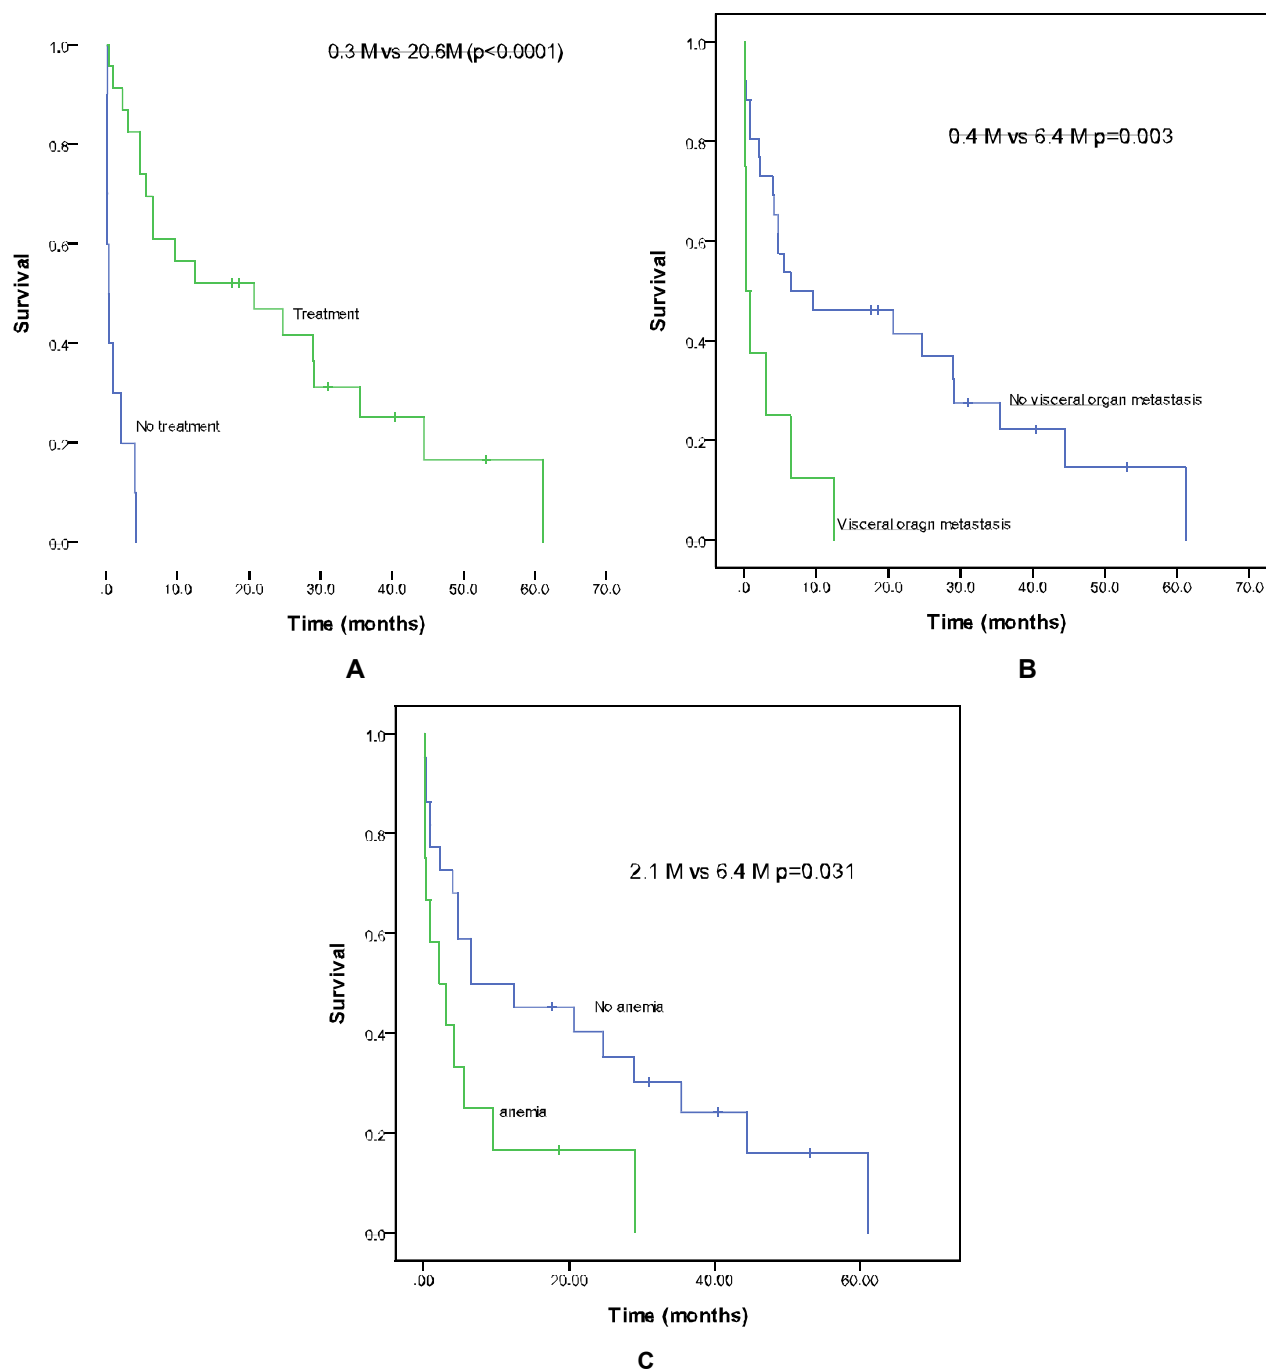 0.3 M vs 20.6M (p<0.0001)
1.0
0.8
0.6
0.4
0.2
0.0
Survival
Treatment
No treatment
.0 10.0 20.0 30.0 40.0 50.0 60.0 70.0
Time (months)
A
0.4 M vs 6.4 M p=0.003
1.0
0.8
0.6
0.4
0.2
0.0
Survival
No visceral organ metastasis
Visceral oragn metastasis
.0 10.0 20.0 30.0 40.0 50.0 60.0 70.0
Time (months)
B
2.1 M vs 6.4 M p=0.031
1.0
0.8
0.6
0.4
0.2
0.0
Survival
No anemia
anemia
.00 20.00 40.00 60.00
Time (months)
C